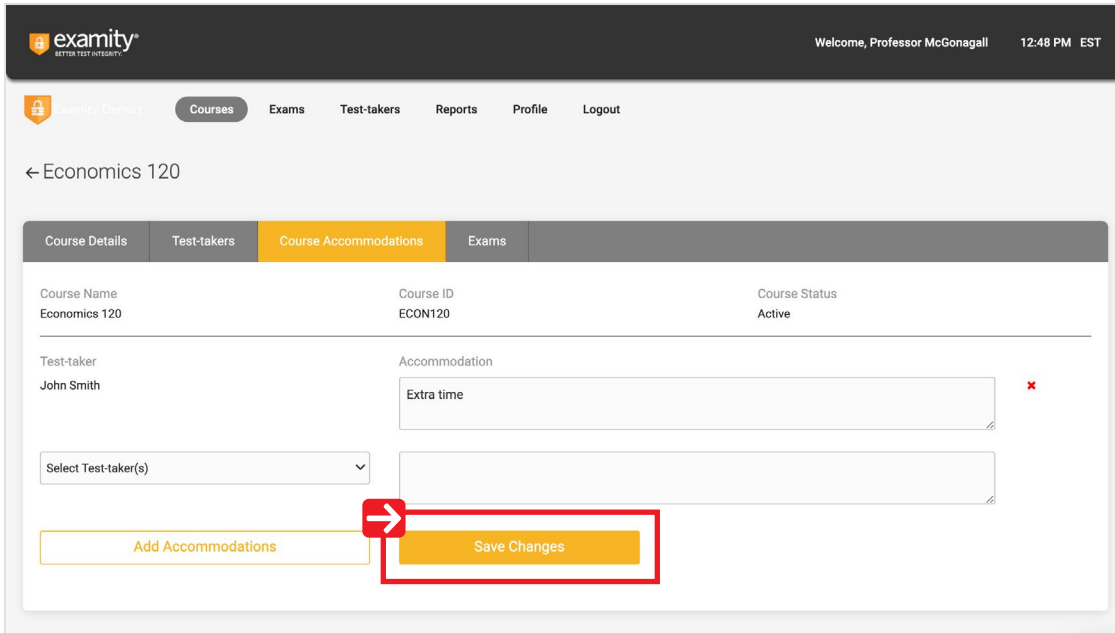 examity®
BETTER TEST INTEGRITY.
Welcome, Professor McGonagall 12:48 PM EST
Courses Exams Test-takers Reports Profile Logout
←Economics 120
Course Details Test-takers Course Accommodations Exams
Course Name Course ID Course Status
Economics 120 ECON120 Active
Test-taker Accommodation
John Smith
Extra time
Select Test-taker(s)
Add Accommodations Save Changes